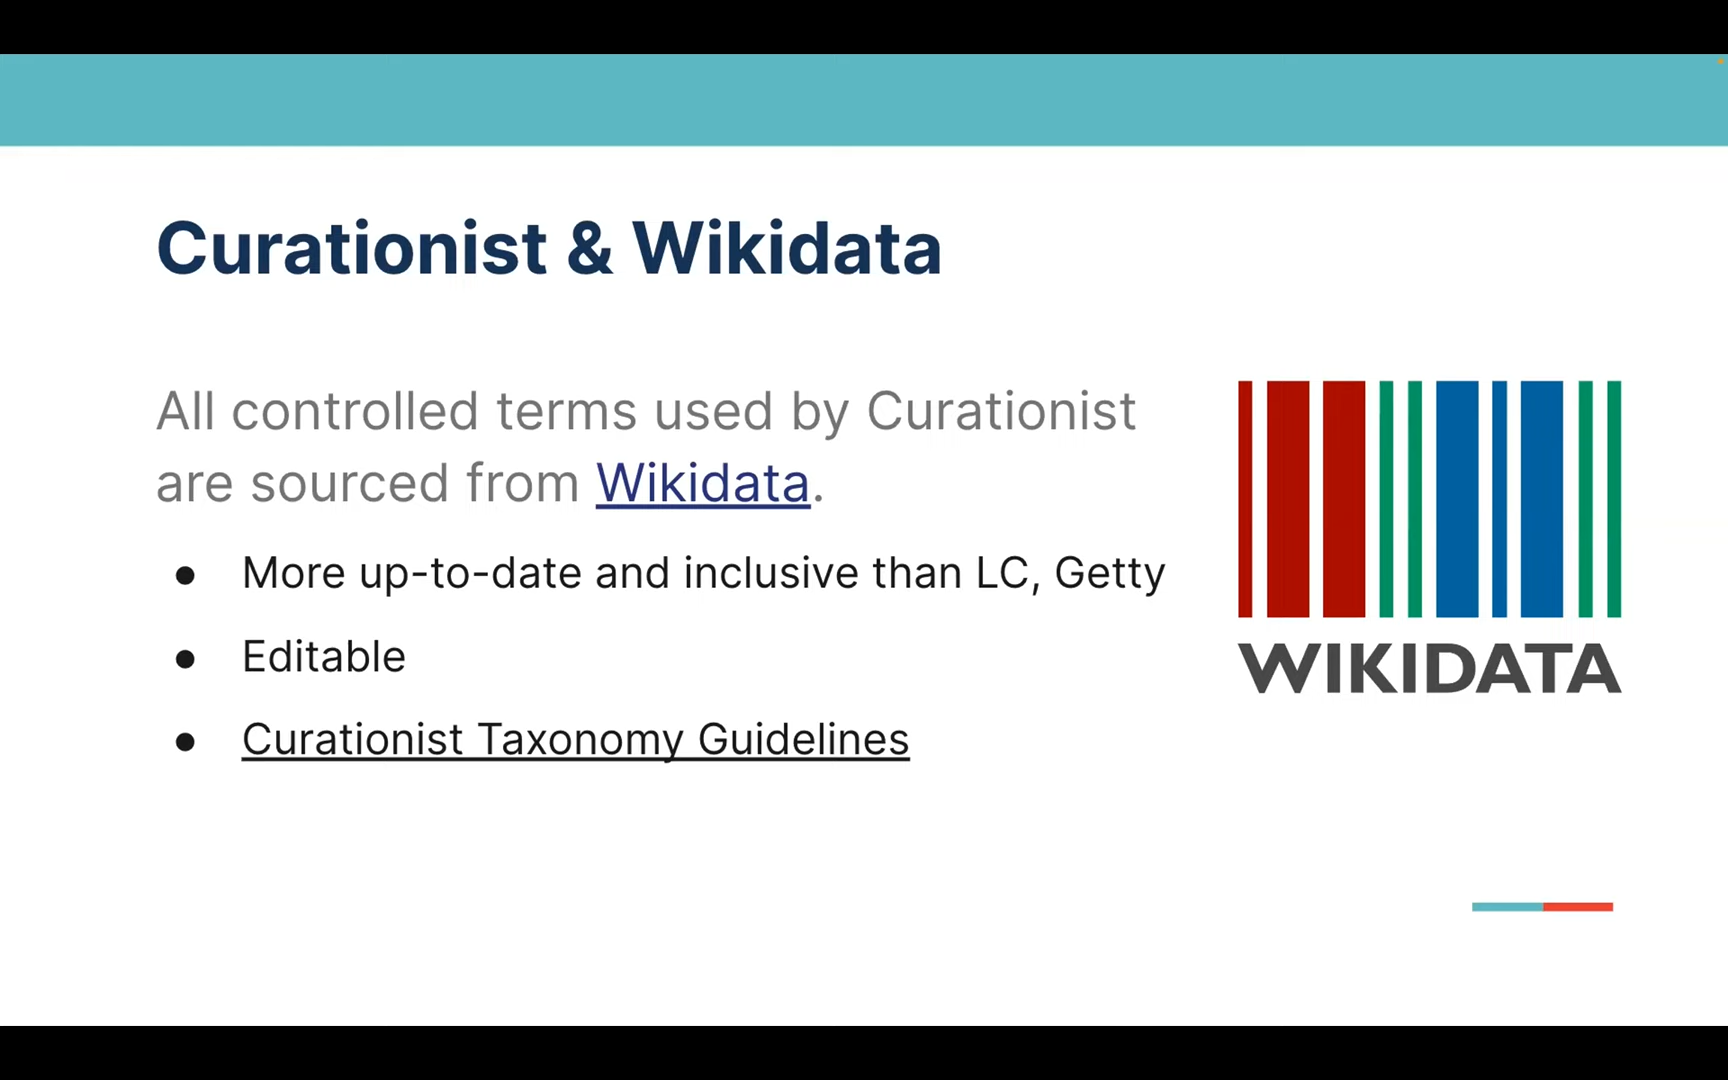 Curationist & Wikidata
All controlled terms used by Curationist
are sourced from Wikidata.
● More up-to-date and inclusive than LC, Getty
● Editable
● Curationist Taxonomy Guidelines
WIKIDATA